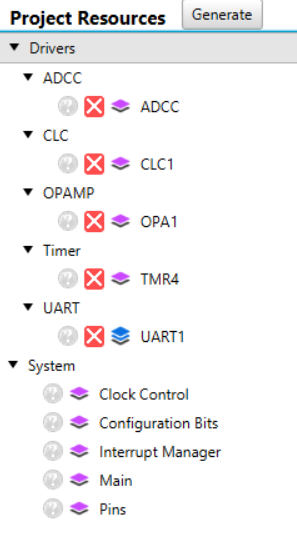 Project Resources Generate
Drivers
ADCC
ADCC
CLC
CLC1
OPAMP
OPA1
Timer
TMR4
UART
UART1
System
Clock Control
Configuration Bits
Interrupt Manager
Main
Pins